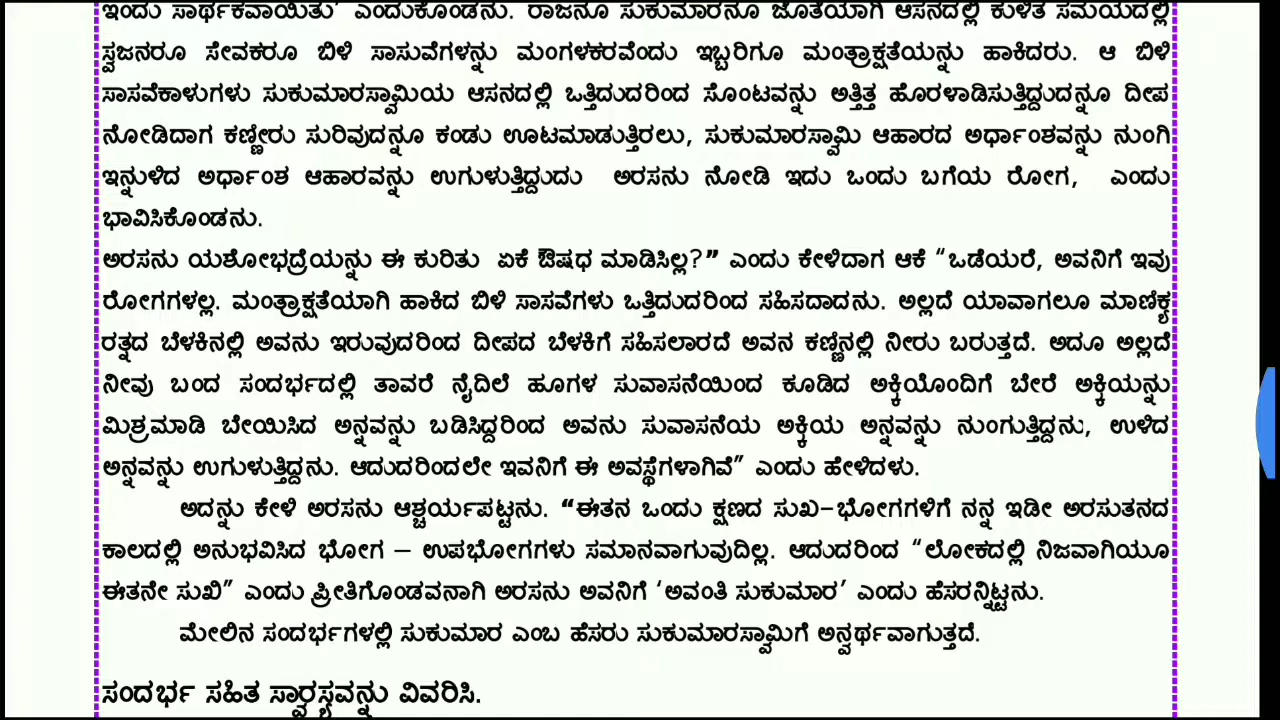 ಇಂದು ಸಾರ್ಥಕವಾಯಿತು' ಎಂದುಕೊಂಡನು. ರಾಜನೂ ಸುಕುಮಾರನೂ ಜೊತೆಯಾಗಿ ಆಸನದಲ್ಲಿ ಕುಳಿತ ಸಮಯದಲ್ಲಿ
ಸ್ವಜನರೂ ಸೇವಕರೂ ಬಿಳಿ ಸಾಸುವೆಗಳನ್ನು ಮಂಗಳಕರವೆಂದು ಇಬ್ಬರಿಗೂ ಮಂತ್ರಾಕ್ಷತೆಯನ್ನು ಹಾಕಿದರು. ಆ ಬಿಳಿ
ಸಾಸವೆಕಾಳುಗಳು ಸುಕುಮಾರಸ್ವಾಮಿಯ ಆಸನದಲ್ಲಿ ಒತ್ತಿದುದರಿಂದ ಸೊಂಟವನ್ನು ಅತ್ತಿತ್ತ ಹೊರಳಾಡಿಸುತ್ತಿದ್ದುದನ್ನೂ ದೀಪ
ನೋಡಿದಾಗ ಕಣ್ಣೀರು ಸುರಿವುದನ್ನೂ ಕಂಡು ಊಟಮಾಡುತ್ತಿರಲು, ಸುಕುಮಾರಸ್ವಾಮಿ ಆಹಾರದ ಅರ್ಧಾಂಶವನ್ನು ನುಂಗಿ
ಇನ್ನುಳಿದ ಅರ್ಧಾಂಶ ಆಹಾರವನ್ನು ಉಗುಳುತ್ತಿದ್ದುದು ಅರಸನು ನೋಡಿ ಇದು ಒಂದು ಬಗೆಯ ರೋಗ, ಎಂದು
ಭಾವಿಸಿಕೊಂಡನು.
ಅರಸನು ಯಶೋಭದ್ರೆಯನ್ನು ಈ ಕುರಿತು ಏಕೆ ಔಷಧ ಮಾಡಿಸಿಲ್ಲ?” ಎಂದು ಕೇಳಿದಾಗ ಆಕೆ “ಒಡೆಯರೆ, ಅವನಿಗೆ ಇವು
ರೋಗಗಳಲ್ಲ. ಮಂತ್ರಾಕ್ಷತೆಯಾಗಿ ಹಾಕಿದ ಬಿಳಿ ಸಾಸವೆಗಳು ಒತ್ತಿದುದರಿಂದ ಸಹಿಸದಾದನು. ಅಲ್ಲದೆ ಯಾವಾಗಲೂ ಮಾಣಿಕ್ಯ
ರತ್ನದ ಬೆಳಕಿನಲ್ಲಿ ಅವನು ಇರುವುದರಿಂದ ದೀಪದ ಬೆಳಕಿಗೆ ಸಹಿಸಲಾರದೆ ಅವನ ಕಣ್ಣಿನಲ್ಲಿ ನೀರು ಬರುತ್ತದೆ. ಅದೂ ಅಲ್ಲದೆ
ನೀವು ಬಂದ ಸಂದರ್ಭದಲ್ಲಿ ತಾವರೆ ನೈದಿಲೆ ಹೂಗಳ ಸುವಾಸನೆಯಿಂದ ಕೂಡಿದ ಅಕ್ಕಿಯೊಂದಿಗೆ ಬೇರೆ ಅಕ್ಕಿಯನ್ನು
ಮಿಶ್ರಮಾಡಿ ಬೇಯಿಸಿದ ಅನ್ನವನ್ನು ಬಡಿಸಿದ್ದರಿಂದ ಅವನು ಸುವಾಸನೆಯ ಅಕ್ಕಿಯ ಅನ್ನವನ್ನು ನುಂಗುತ್ತಿದ್ದನು, ಉಳಿದ
ಅನ್ನವನ್ನು ಉಗುಳುತ್ತಿದ್ದನು. ಆದುದರಿಂದಲೇ ಇವನಿಗೆ ಈ ಅವಸ್ಥೆಗಳಾಗಿವೆ” ಎಂದು ಹೇಳಿದಳು.
ಅದನ್ನು ಕೇಳಿ ಅರಸನು ಆಶ್ಚರ್ಯಪಟ್ಟನು. “ಈತನ ಒಂದು ಕ್ಷಣದ ಸುಖ–ಭೋಗಗಳಿಗೆ ನನ್ನ ಇಡೀ ಅರಸುತನದ
ಕಾಲದಲ್ಲಿ ಅನುಭವಿಸಿದ ಭೋಗ – ಉಪಭೋಗಗಳು ಸಮಾನವಾಗುವುದಿಲ್ಲ. ಆದುದರಿಂದ “ಲೋಕದಲ್ಲಿ ನಿಜವಾಗಿಯೂ
ಈತನೇ ಸುಖಿ” ಎಂದು ಪ್ರೀತಿಗೊಂಡವನಾಗಿ ಅರಸನು ಅವನಿಗೆ ‘ಅವಂತಿ ಸುಕುಮಾರ’ ಎಂದು ಹೆಸರನ್ನಿಟ್ಟನು.
ಮೇಲಿನ ಸಂದರ್ಭಗಳಲ್ಲಿ ಸುಕುಮಾರ ಎಂಬ ಹೆಸರು ಸುಕುಮಾರಸ್ವಾಮಿಗೆ ಅನ್ವರ್ಥವಾಗುತ್ತದೆ.
ಸಂದರ್ಭ ಸಹಿತ ಸ್ವಾರಸ್ಯವನ್ನು ವಿವರಿಸಿ.